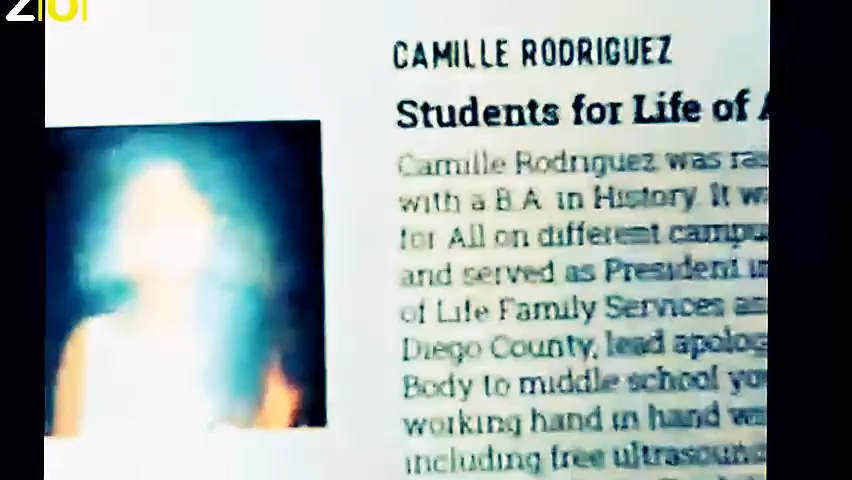 CAMILLE RODRIGUEZ
Students for Life of
Camille Rodriguez was
with a B.A. in History. It
for All on different
and served as President
of Life Family Services
Diego County, lead
Body to middle school
working hand in hand
including free